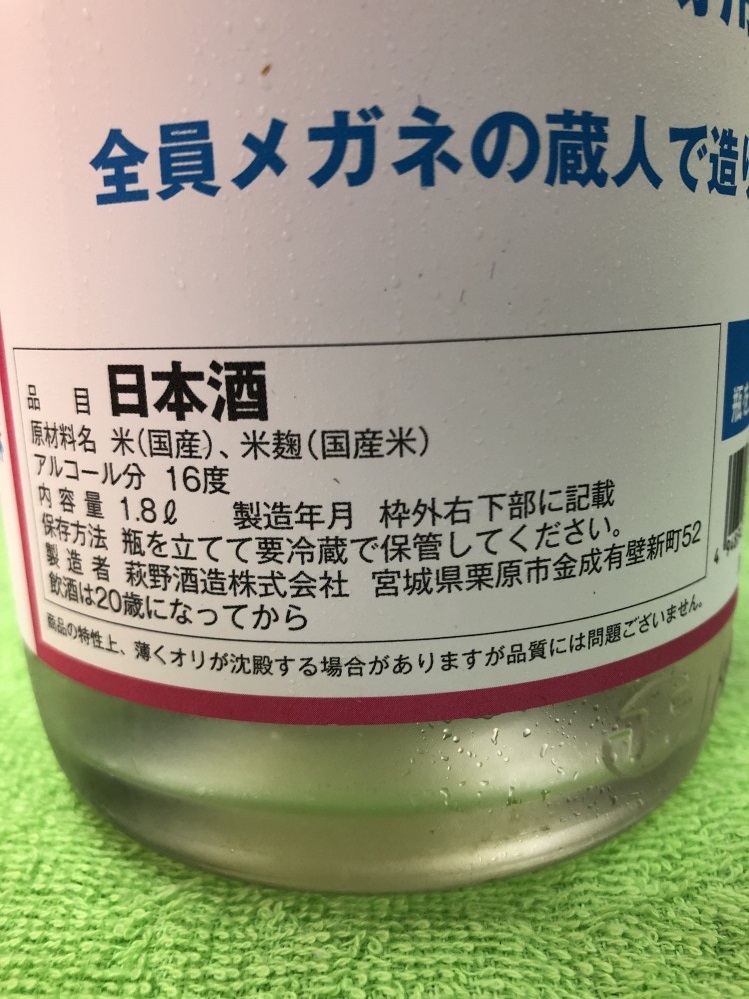 全員メガネの蔵人で造り
品目 日本酒
原材料名 米(国産)、米麹(国産米)
アルコール分 16度
内容量 1.8ℓ 製造年月 枠外右下部に記載
保存方法 瓶を立てて要冷蔵で保管してください。
製造者 萩野酒造株式会社 宮城県栗原市金成有壁新町52
飲酒は20歳になってから
商品の特性上、薄くオリが沈殿する場合がありますが品質には問題ございません。
瓶を